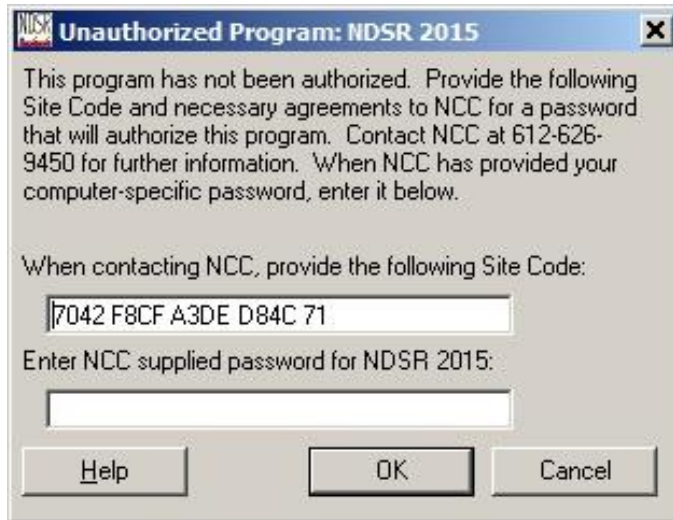 Unauthorized Program: NDSR 2015
This program has not been authorized. Provide the following
Site Code and necessary agreements to NCC for a password
that will authorize this program. Contact NCC at 612-626-
9450 for further information. When NCC has provided your
computer-specific password, enter it below.
When contacting NCC, provide the following Site Code:
7042 F8CF A3DE D84C 71
Enter NCC supplied password for NDSR 2015:
Help OK Cancel